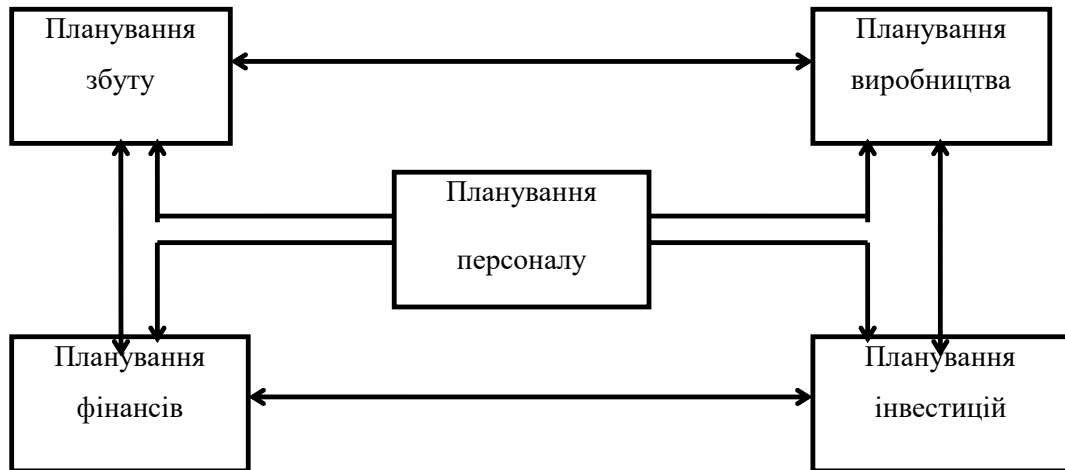 Планування
збуту
Планування
виробництва
Планування
персоналу
Планування
фінансів
Планування
інвестицій